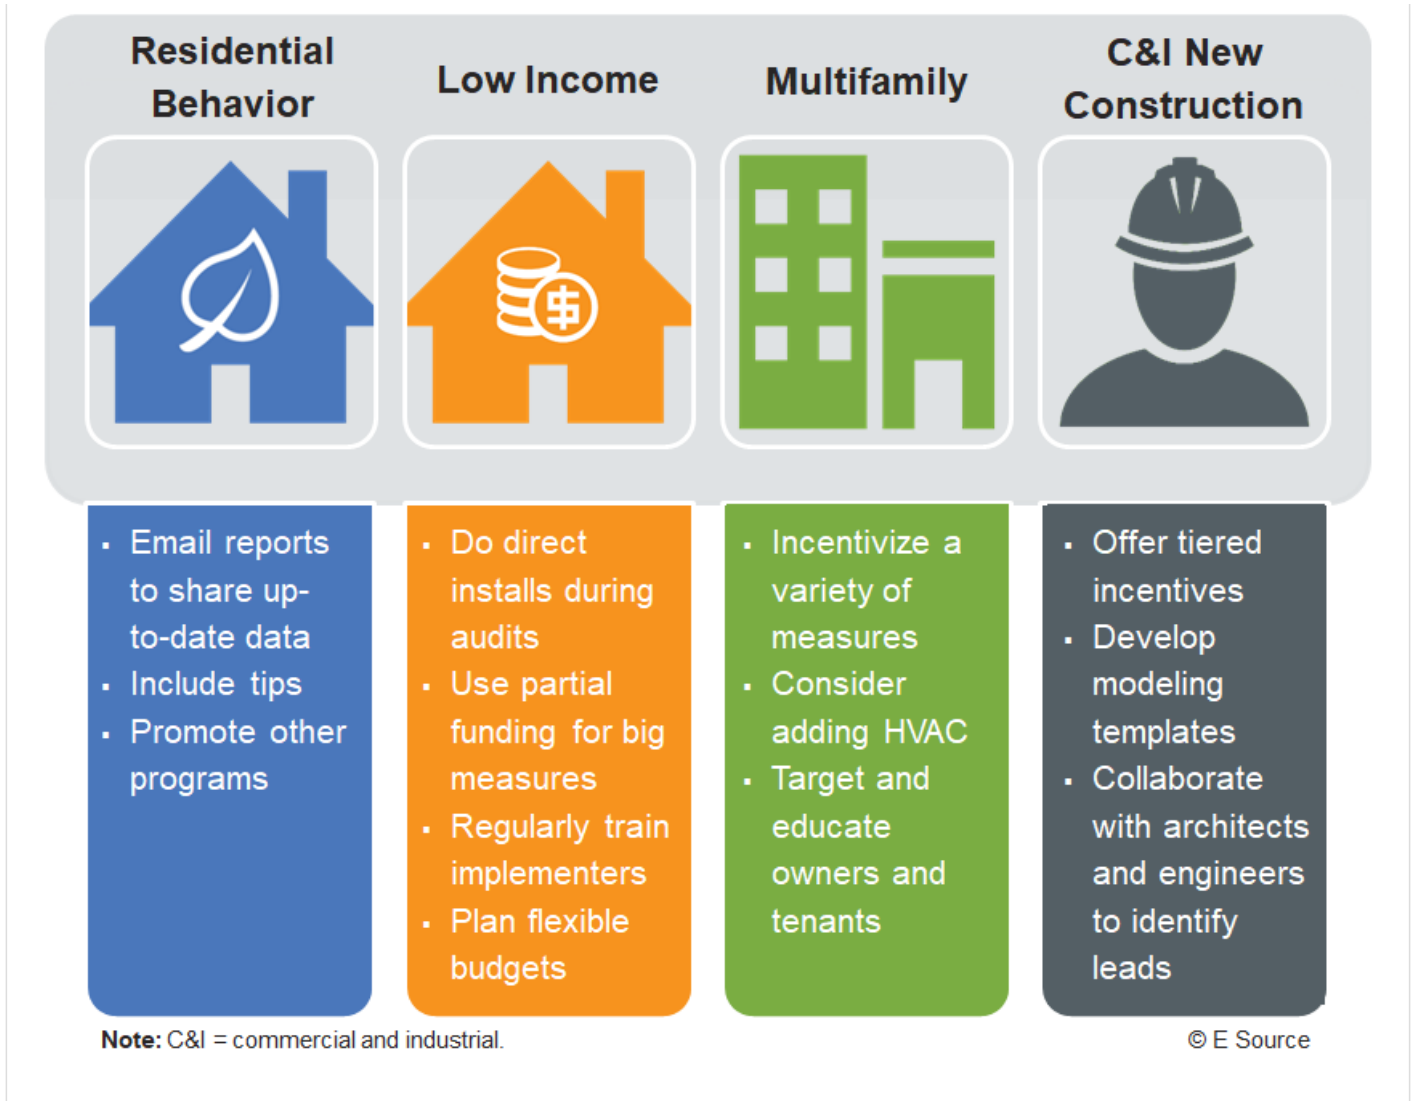 Residential
Behavior
Low Income
Multifamily
C&I New
Construction
$
▪ Email reports
to share up-
to-date data
▪ Include tips
▪ Promote other
programs
▪ Do direct
installs during
audits
▪ Use partial
funding for big
measures
▪ Regularly train
implementers
▪ Plan flexible
budgets
▪ Incentivize a
variety of
measures
▪ Consider
adding HVAC
▪ Target and
educate
owners and
tenants
▪ Offer tiered
incentives
▪ Develop
modeling
templates
▪ Collaborate
with architects
and engineers
to identify
leads
Note: C&I = commercial and industrial.
© E Source